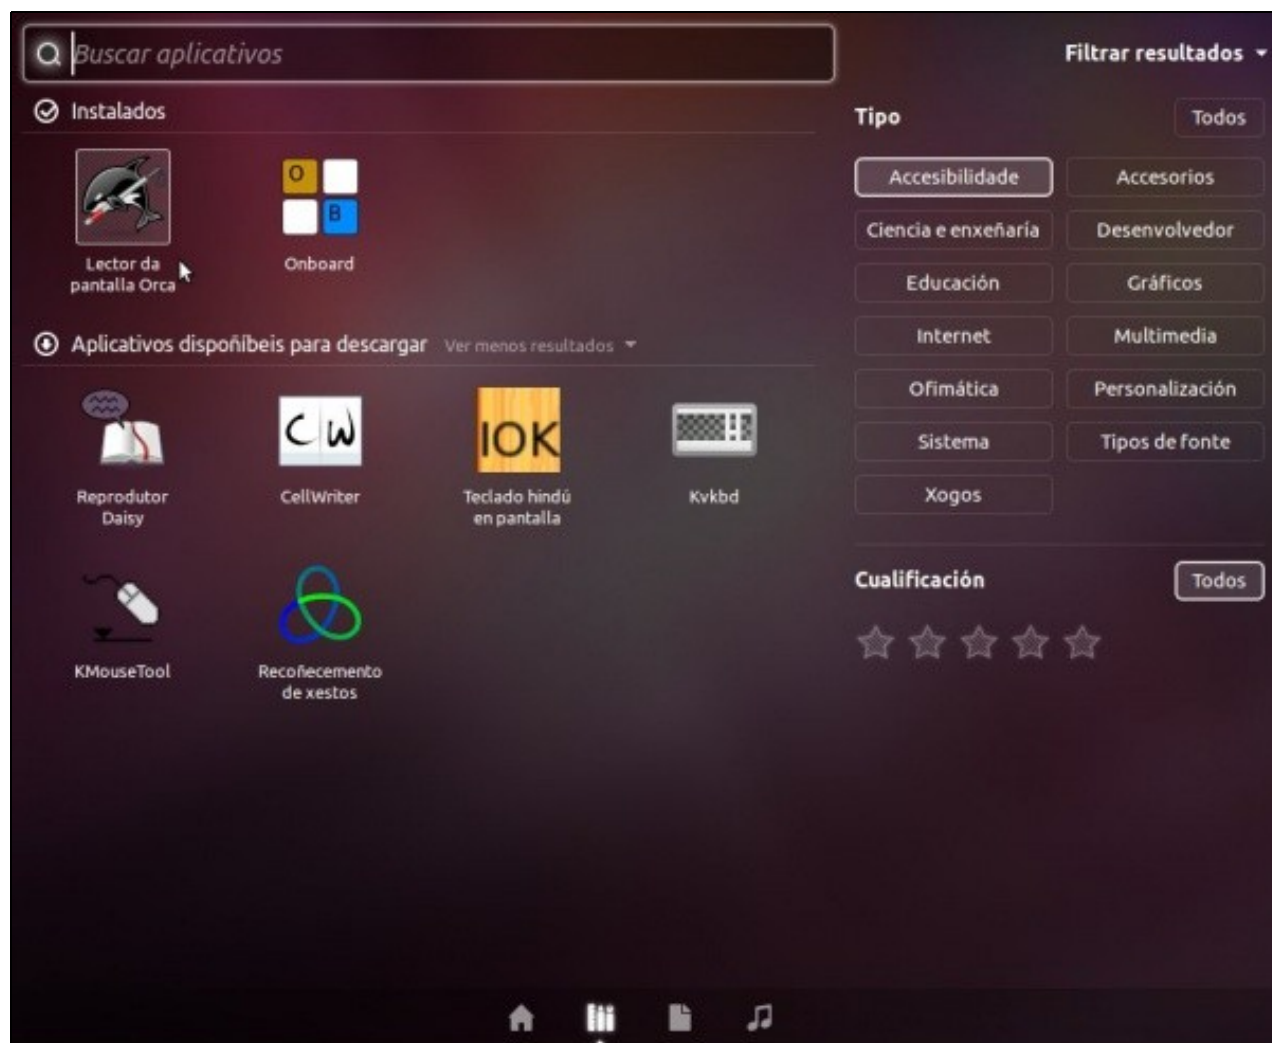 Buscar aplicativos
Filtrar resultados
Instalados
O
B
Lector da
pantalla Orca
Onboard
Aplicativos dispoñíbeis para descargar Ver menos resultados
C W
IOK
Reprodutor
Daisy
CellWriter
Teclado hindú
en pantalla
Kvkbd
KMouseTool
Recoñecemento
de xestos
Tipo Todos
Accesibilidade Accesorios
Ciencia e enxeñaría Desenvolvedor
Educación Gráficos
Internet Multimedia
Ofimática Personalización
Sistema Tipos de fonte
Xogos
Cualificación Todos